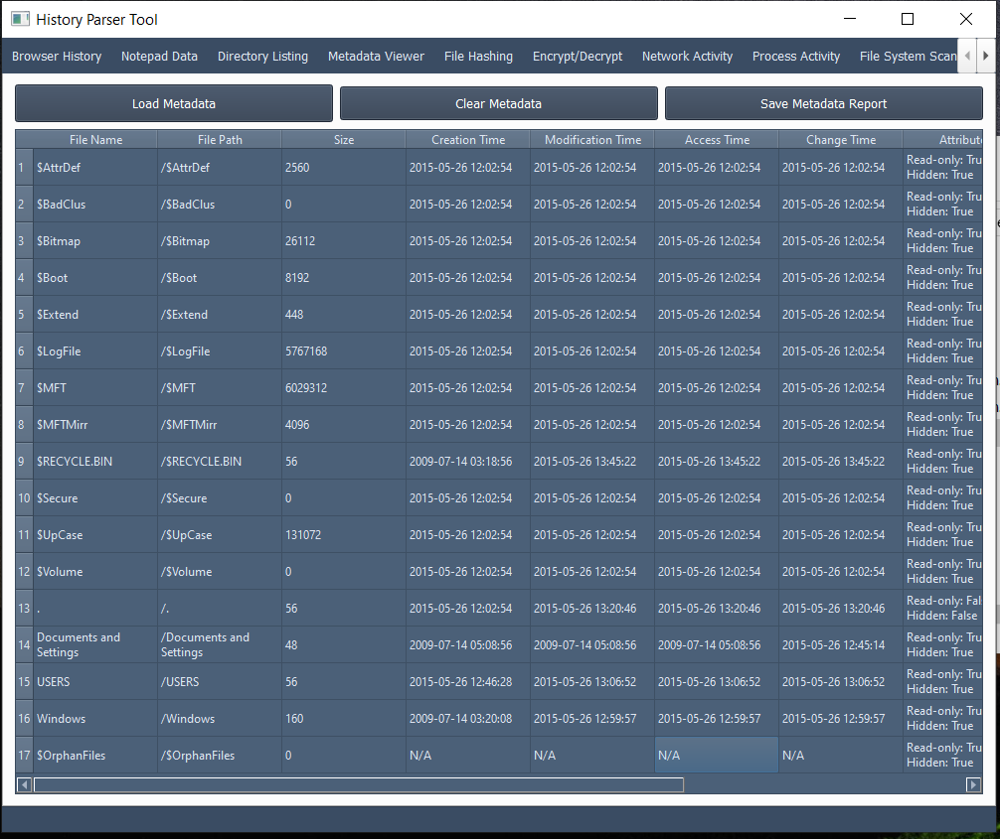 History Parser Tool
Browser History Notepad Data Directory Listing Metadata Viewer File Hashing Encrypt/Decrypt Network Activity Process Activity File System Scan
Load Metadata Clear Metadata Save Metadata Report
File Name File Path Size Creation Time Modification Time Access Time Change Time Attribut
1 $AttrDef /$AttrDef 2560 2015-05-26 12:02:54 2015-05-26 12:02:54 2015-05-26 12:02:54 2015-05-26 12:02:54 Read-only: Tru
Hidden: True
2 $BadClus /$BadClus 0 2015-05-26 12:02:54 2015-05-26 12:02:54 2015-05-26 12:02:54 2015-05-26 12:02:54 Read-only: Tru
Hidden: True
3 $Bitmap /$Bitmap 26112 2015-05-26 12:02:54 2015-05-26 12:02:54 2015-05-26 12:02:54 2015-05-26 12:02:54 Read-only: Tru
Hidden: True
4 $Boot /$Boot 8192 2015-05-26 12:02:54 2015-05-26 12:02:54 2015-05-26 12:02:54 2015-05-26 12:02:54 Read-only: Tru
Hidden: True
5 $Extend /$Extend 448 2015-05-26 12:02:54 2015-05-26 12:02:54 2015-05-26 12:02:54 2015-05-26 12:02:54 Read-only: Tru
Hidden: True
6 $LogFile /$LogFile 5767168 2015-05-26 12:02:54 2015-05-26 12:02:54 2015-05-26 12:02:54 2015-05-26 12:02:54 Read-only: Tru
Hidden: True
7 $MFT /$MFT 6029312 2015-05-26 12:02:54 2015-05-26 12:02:54 2015-05-26 12:02:54 2015-05-26 12:02:54 Read-only: Tru
Hidden: True
8 $MFTMirr /$MFTMirr 4096 2015-05-26 12:02:54 2015-05-26 12:02:54 2015-05-26 12:02:54 2015-05-26 12:02:54 Read-only: Tru
Hidden: True
9 $RECYCLE.BIN /$RECYCLE.BIN 56 2009-07-14 03:18:56 2015-05-26 13:45:22 2015-05-26 13:45:22 2015-05-26 13:45:22 Read-only: Tru
Hidden: True
10 $Secure /$Secure 0 2015-05-26 12:02:54 2015-05-26 12:02:54 2015-05-26 12:02:54 2015-05-26 12:02:54 Read-only: Tru
Hidden: True
11 $UpCase /$UpCase 131072 2015-05-26 12:02:54 2015-05-26 12:02:54 2015-05-26 12:02:54 2015-05-26 12:02:54 Read-only: Tru
Hidden: True
12 $Volume /$Volume 0 2015-05-26 12:02:54 2015-05-26 12:02:54 2015-05-26 12:02:54 2015-05-26 12:02:54 Read-only: Tru
Hidden: True
13 . /. 56 2015-05-26 12:02:54 2015-05-26 13:20:46 2015-05-26 13:20:46 2015-05-26 13:20:46 Read-only: Fal
Hidden: False
14 Documents and Settings /Documents and Settings 48 2009-07-14 05:08:56 2009-07-14 05:08:56 2009-07-14 05:08:56 2015-05-26 12:45:14 Read-only: Tru
Hidden: True
15 USERS /USERS 56 2015-05-26 12:46:28 2015-05-26 13:06:52 2015-05-26 13:06:52 2015-05-26 13:06:52 Read-only: Tru
Hidden: True
16 Windows /Windows 160 2009-07-14 03:20:08 2015-05-26 12:59:57 2015-05-26 12:59:57 2015-05-26 12:59:57 Read-only: Tru
Hidden: True
17 $OrphanFiles /$OrphanFiles 0 N/A N/A N/A N/A Read-only: Tru
Hidden: True